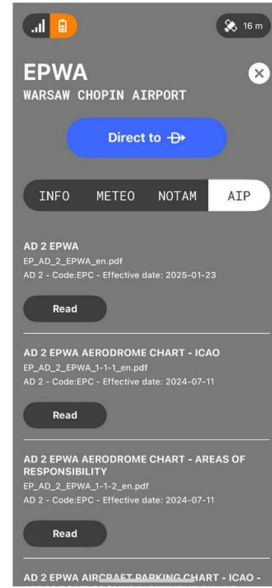 16 m
EPWA
WARSAW CHOPIN AIRPORT
Direct to
INFO METEO NOTAM AIP
AD 2 EPWA
EP_AD_2_EPWA_en.pdf
AD 2 - Code:EPC - Effective date: 2025-01-23
Read
AD 2 EPWA AERODROME CHART - ICAO
EP_AD_2_EPWA_1-1-1_en.pdf
AD 2 - Code:EPC - Effective date: 2024-07-11
Read
AD 2 EPWA AERODROME CHART - AREAS OF
RESPONSIBILITY
EP_AD_2_EPWA_1-1-2_en.pdf
AD 2 - Code:EPC - Effective date: 2024-07-11
Read
AD 2 EPWA AIRCRAFT PARKING CHART - ICAO -